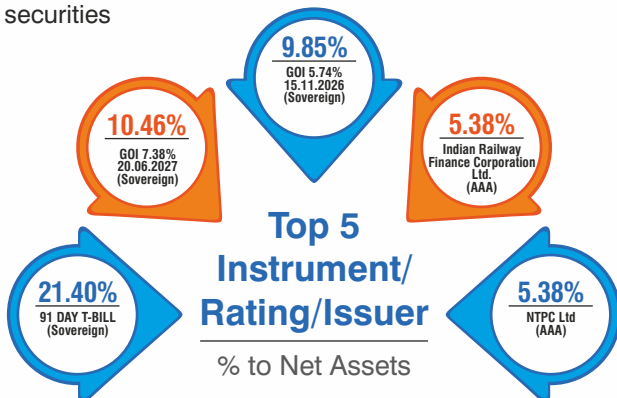 securities
9.85%
GOI 5.74%
15.11.2026
(Sovereign)
10.46%
GOI 7.38%
20.06.2027
(Sovereign)
5.38%
Indian Railway
Finance Corporation
Ltd.
(AAA)
21.40%
91 DAY T-BILL
(Sovereign)
Top 5
Instrument/
Rating/Issuer
% to Net Assets
5.38%
NTPC Ltd
(AAA)